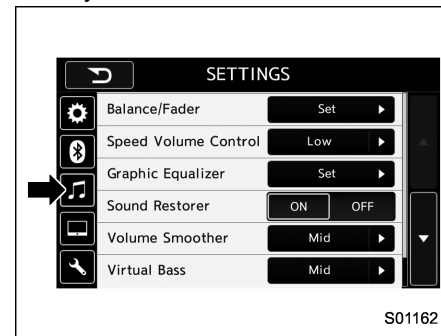 SETTINGS
Balance/Fader Set
Speed Volume Control Low
Graphic Equalizer Set
Sound Restorer ON OFF
Volume Smoother Mid
Virtual Bass Mid
S01162